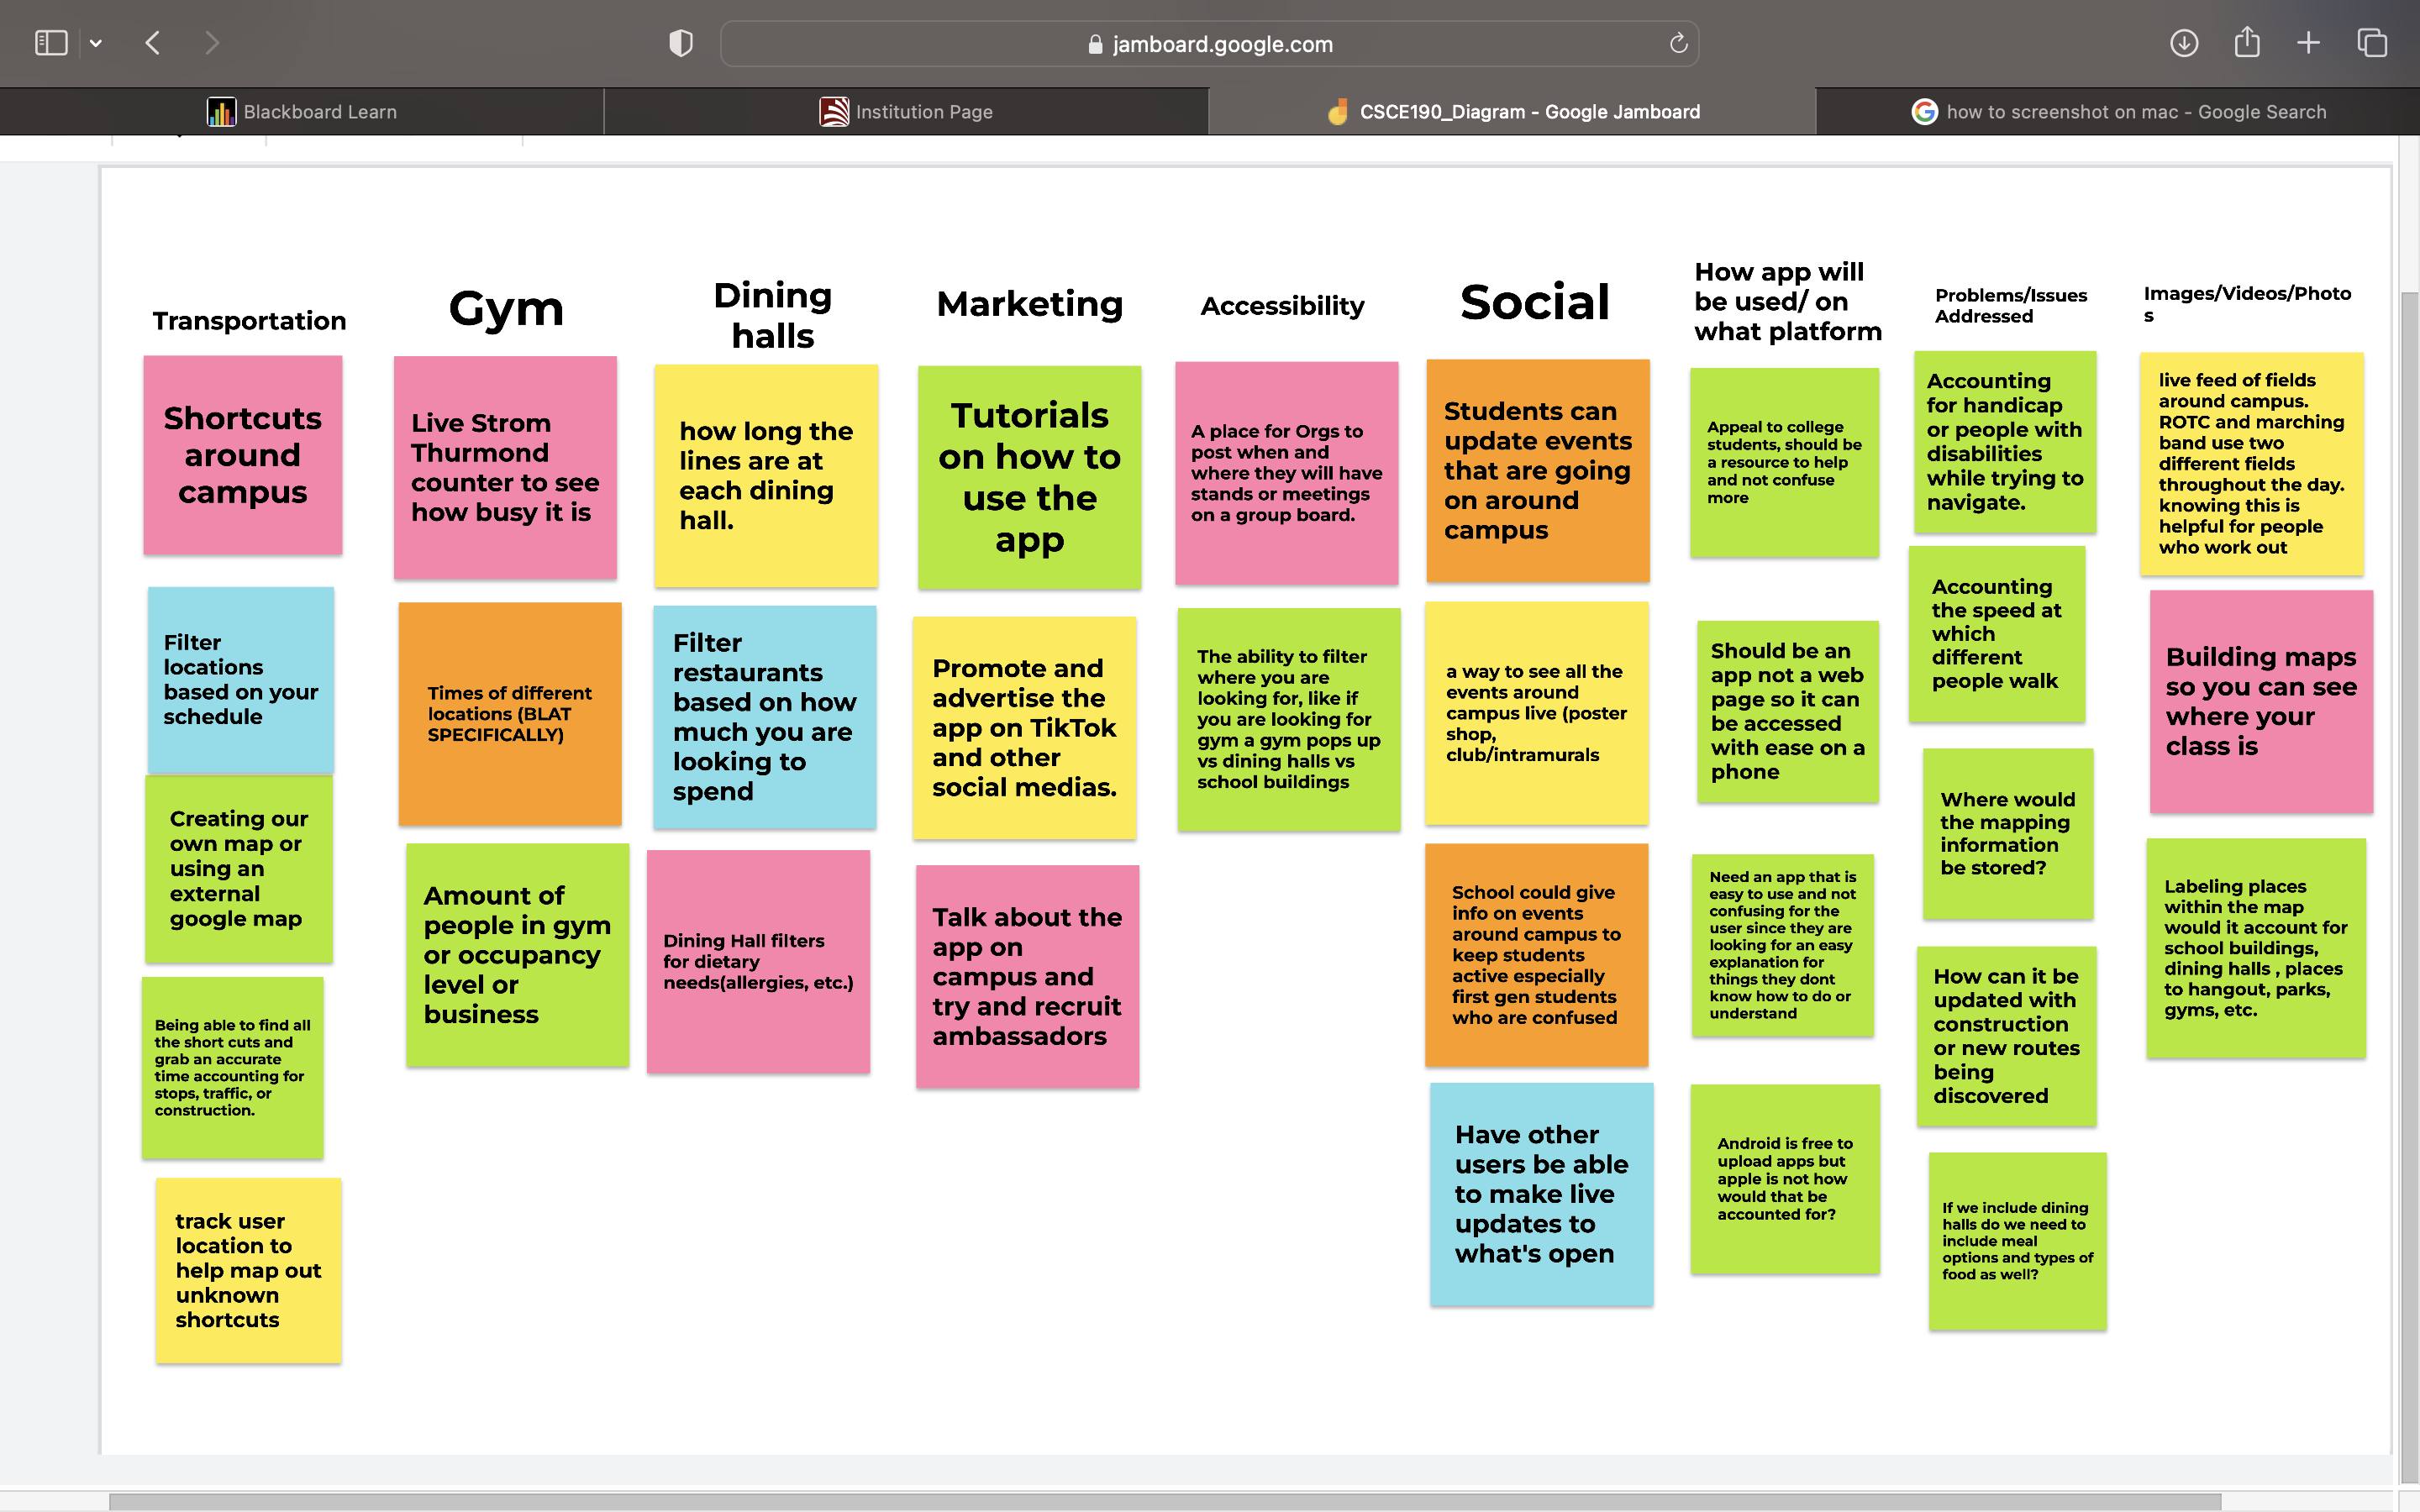 jamboard.google.com
Blackboard Learn
Institution Page
CSCE190_Diagram - Google Jamboard
how to screenshot on mac - Google Search
Transportation
Shortcuts
around
campus
Filter
locations
based on your
schedule
Creating our
own map or
using an
external
google map
Being able to find all
the short cuts and
grab an accurate
time accounting for
stops, traffic, or
construction.
track user
location to
help map out
unknown
shortcuts
Gym
Live Strom
Thurmond
counter to see
how busy it is
Times of different
locations (BLAT
SPECIFICALLY)
Amount of
people in gym
or occupancy
level or
business
Dining
halls
how long the
lines are at
each dining
hall.
Filter
restaurants
based on how
much you are
looking to
spend
Dining Hall filters
for dietary
needs(allergies, etc.)
Marketing
Tutorials
on how to
use the
app
Promote and
advertise the
app on TikTok
and other
social medias.
Talk about the
app on
campus and
try and recruit
ambassadors
Accessibility
A place for Orgs to
post when and
where they will have
stands or meetings
on a group board.
The ability to filter
where you are
looking for, like if
you are looking for
gym a gym pops up
vs dining halls vs
school buildings
Social
Students can
update events
that are going
on around
campus
a way to see all the
events around
campus live (poster
shop,
club/intramurals
School could give
info on events
around campus to
keep students
active especially
first gen students
who are confused
Have other
users be able
to make live
updates to
what's open
How app will
be used/ on
what platform
Appeal to college
students, should be
a resource to help
and not confuse
more
Should be an
app not a web
page so it can
be accessed
with ease on a
phone
Need an app that is
easy to use and not
confusing for the
user since they are
looking for an easy
explanation for
things they dont
know how to do or
understand
Android is free to
upload apps but
apple is not how
would that be
accounted for?
Problems/Issues
Addressed
Accounting
for handicap
or people with
disabilities
while trying to
navigate.
Accounting
the speed at
which
different
people walk
Where would
the mapping
information
be stored?
How can it be
updated with
construction
or new routes
being
discovered
If we include dining
halls do we need to
include meal
options and types of
food as well?
Images/Videos/Photo
s
live feed of fields
around campus.
ROTC and marching
band use two
different fields
throughout the day.
knowing this is
helpful for people
who work out
Building maps
so you can see
where your
class is
Labeling places
within the map
would it account for
school buildings,
dining halls , places
to hangout, parks,
gyms, etc.